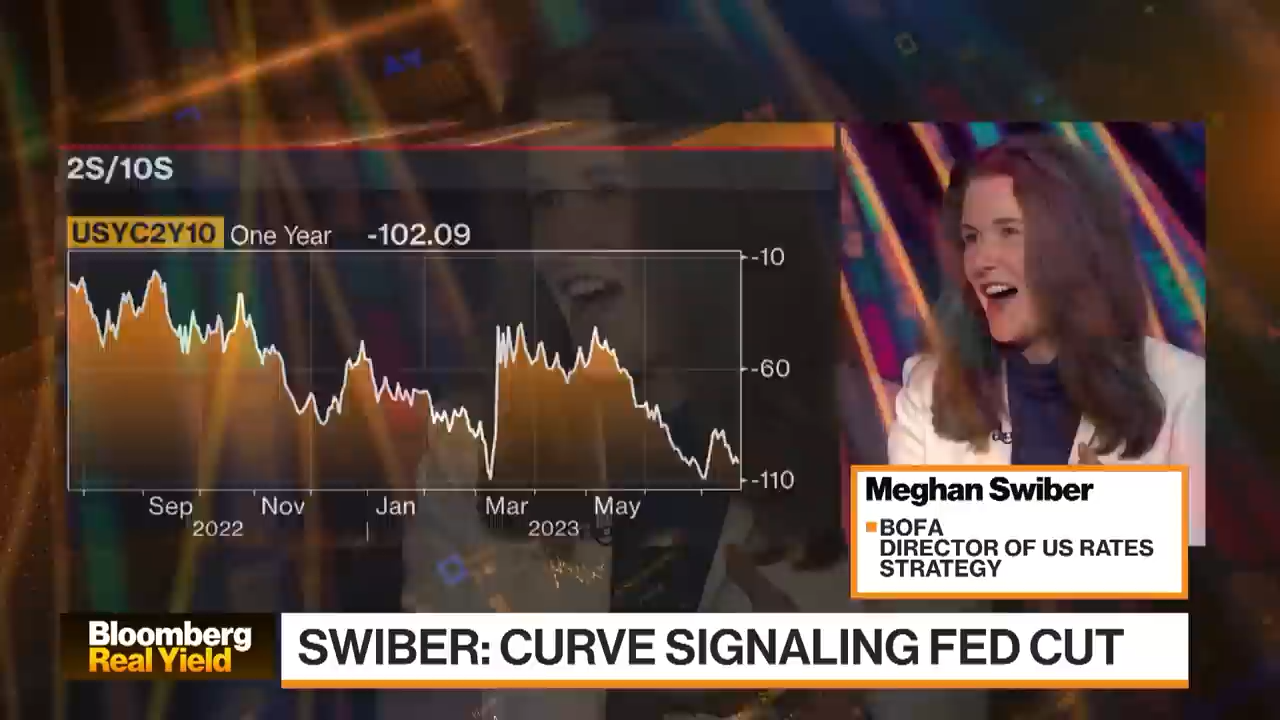 2S/10S
USYC2Y10 One Year -102.09
-10
-60
-110
Sep Nov Jan Mar May
2022 2023
Meghan Swiber
BOFA
DIRECTOR OF US RATES
STRATEGY
Bloomberg
Real Yield
SWIBER: CURVE SIGNALING FED CUT